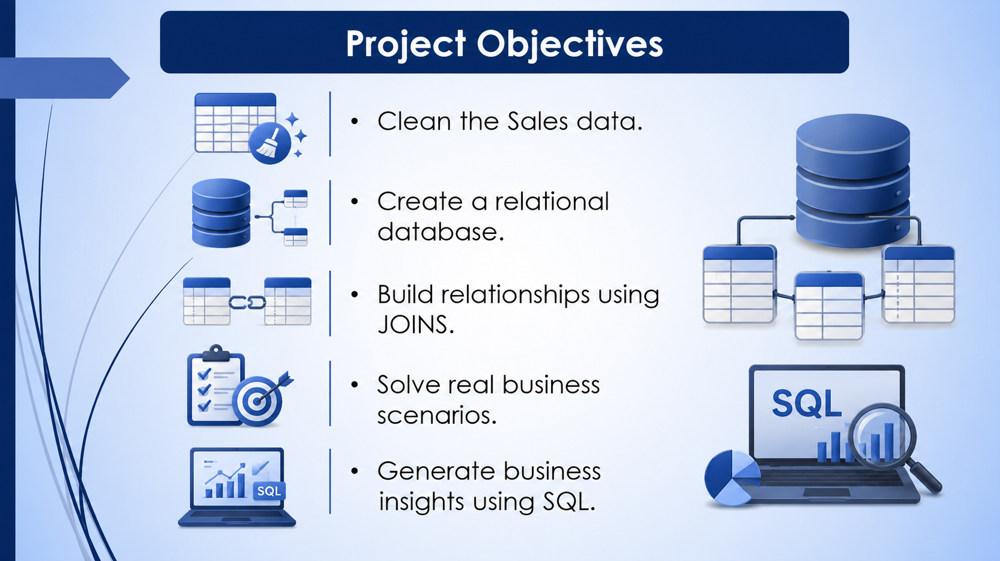 Project Objectives
• Clean the Sales data.
• Create a relational
database.
• Build relationships using
JOINS.
• Solve real business
scenarios.
• Generate business
insights using SQL.
SQL
SQL